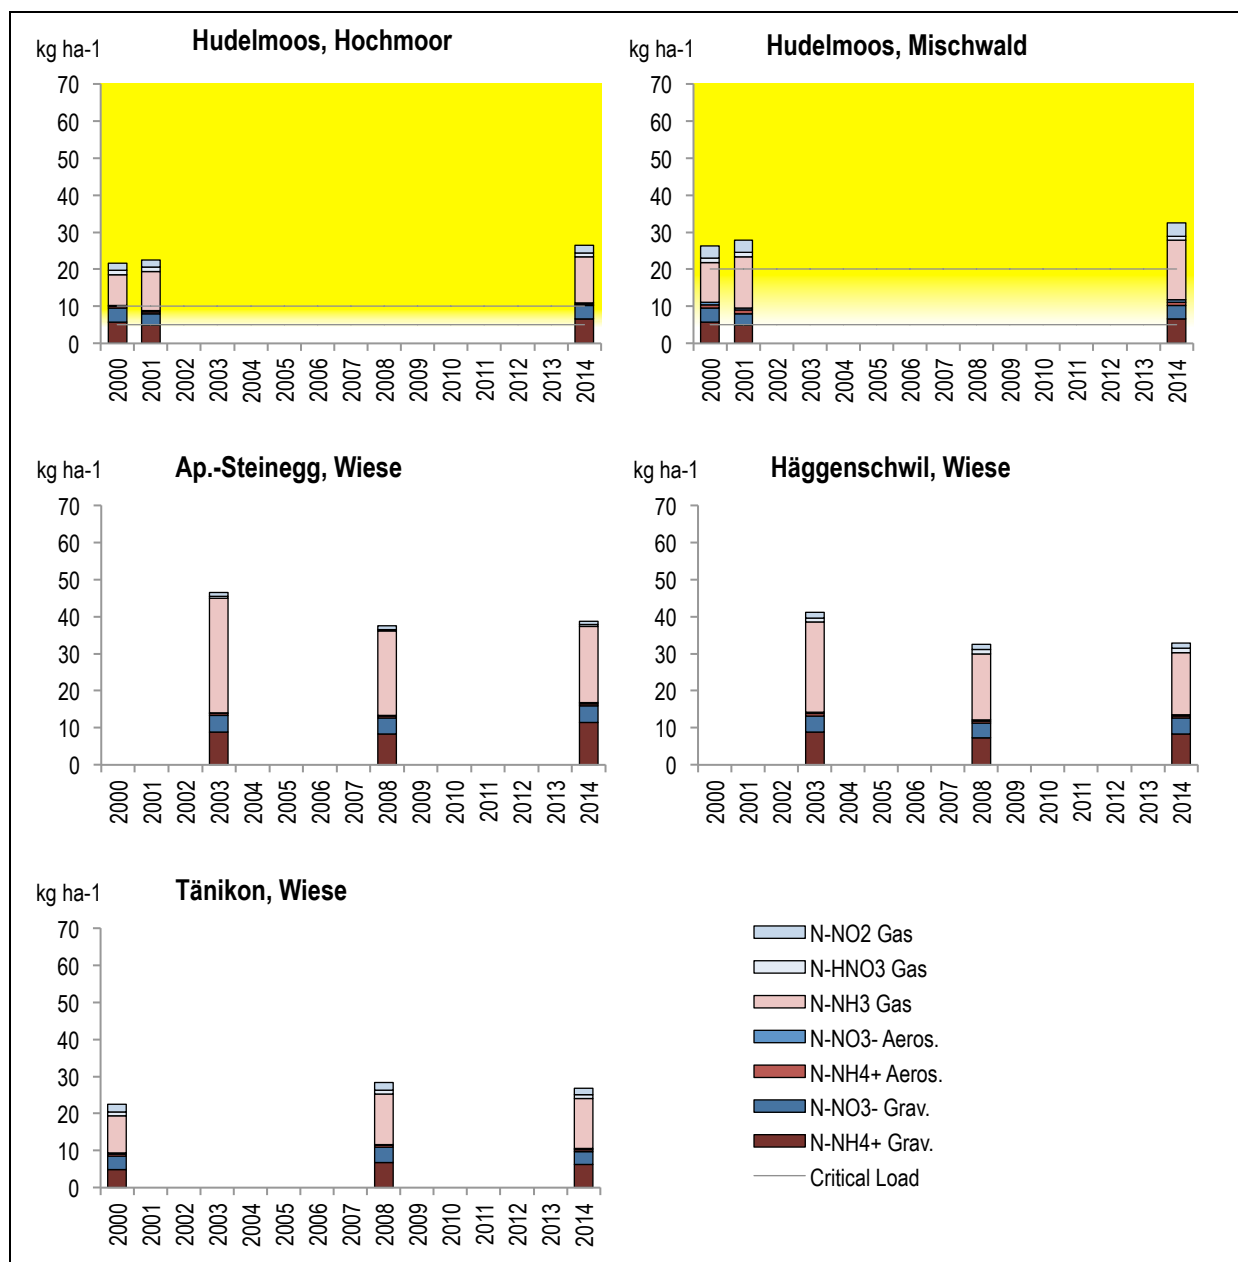 Hudelmoos, Hochmoor
kg ha-1
70
60
50
40
30
20
10
0
2000 2001 2002 2003 2004 2005 2006 2007 2008 2009 2010 2011 2012 2013 2014
Hudelmoos, Mischwald
kg ha-1
70
60
50
40
30
20
10
0
2000 2001 2002 2003 2004 2005 2006 2007 2008 2009 2010 2011 2012 2013 2014
Ap.-Steinegg, Wiese
kg ha-1
70
60
50
40
30
20
10
0
2000 2001 2002 2003 2004 2005 2006 2007 2008 2009 2010 2011 2012 2013 2014
Häggenschwil, Wiese
kg ha-1
70
60
50
40
30
20
10
0
2000 2001 2002 2003 2004 2005 2006 2007 2008 2009 2010 2011 2012 2013 2014
Tänikon, Wiese
kg ha-1
70
60
50
40
30
20
10
0
2000 2001 2002 2003 2004 2005 2006 2007 2008 2009 2010 2011 2012 2013 2014
N-NO2 Gas
N-HNO3 Gas
N-NH3 Gas
N-NO3- Aeros.
N-NH4+ Aeros.
N-NO3- Grav.
N-NH4+ Grav.
Critical Load